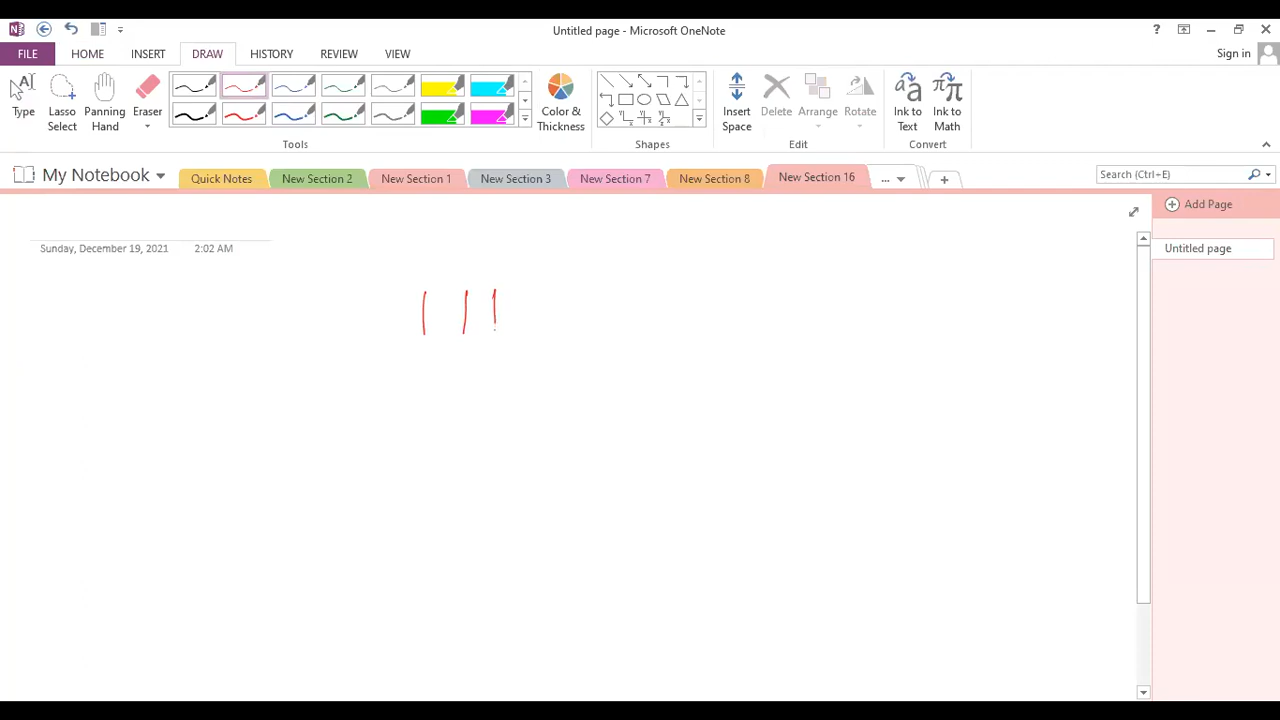 Untitled page - Microsoft OneNote
?
FILE HOME INSERT DRAW HISTORY REVIEW VIEW
Sign in
Type
Lasso Select
Panning Hand
Eraser
Color & Thickness
Insert Space
Delete
Arrange
Rotate
Ink to Text
Ink to Math
Tools
Shapes
Edit
Convert
My Notebook
Quick Notes
New Section 2
New Section 1
New Section 3
New Section 7
New Section 8
New Section 16
...
Search (Ctrl+E)
Add Page
Sunday, December 19, 2021 2:02 AM
Untitled page
| | |